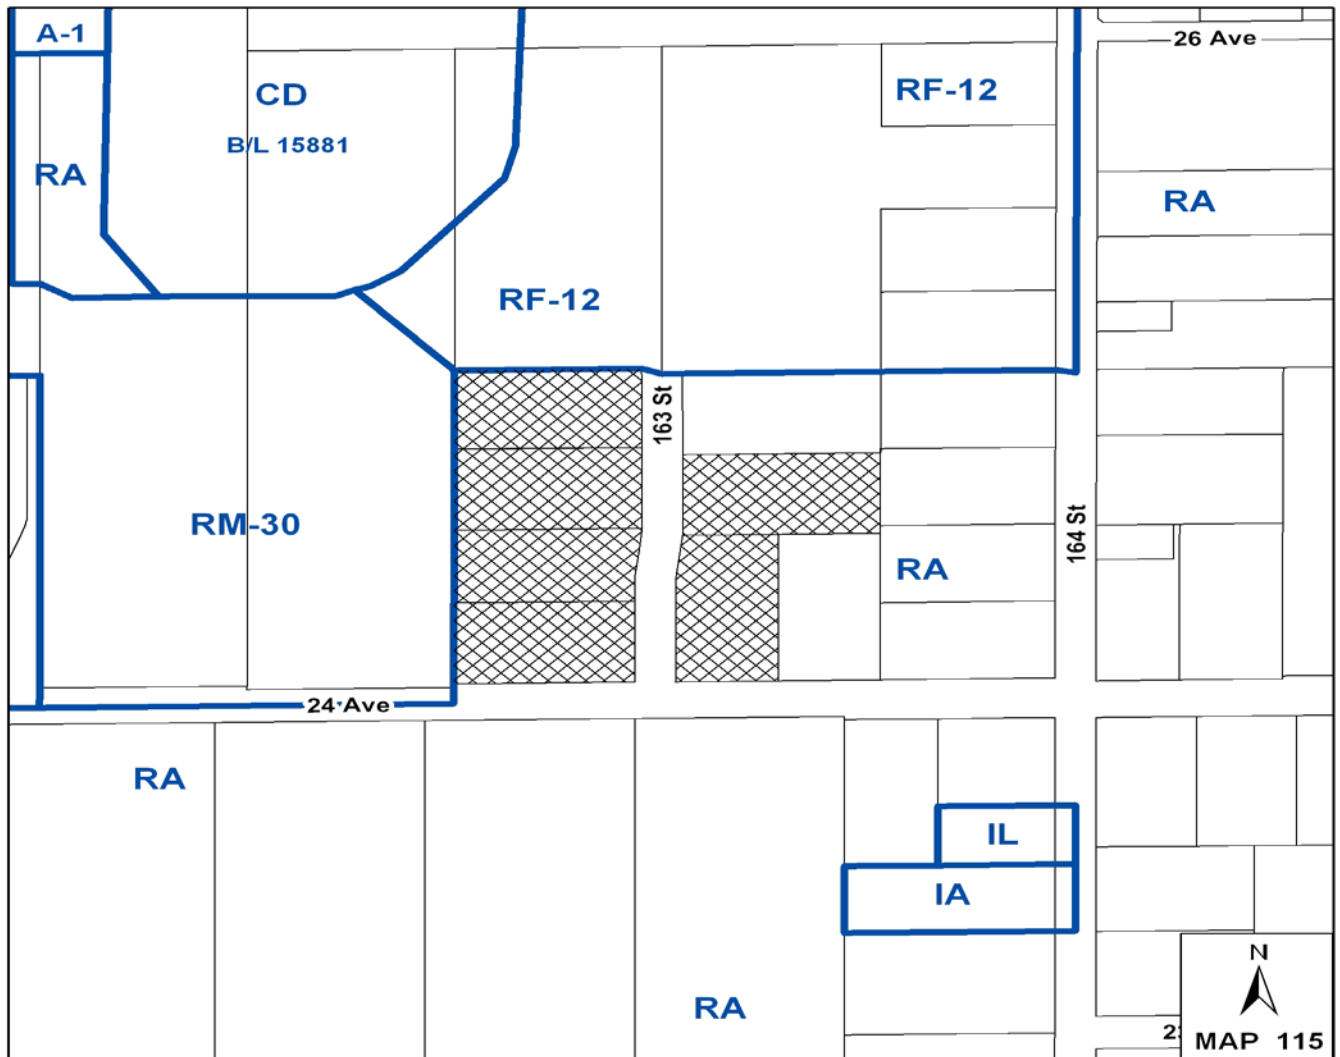 A-1
26 Ave
CD
RF-12
B/L 15881
RA
RA
RF-12
163 St
RM-30
164 St
RA
24 Ave
RA
IL
IA
N
RA
MAP 115